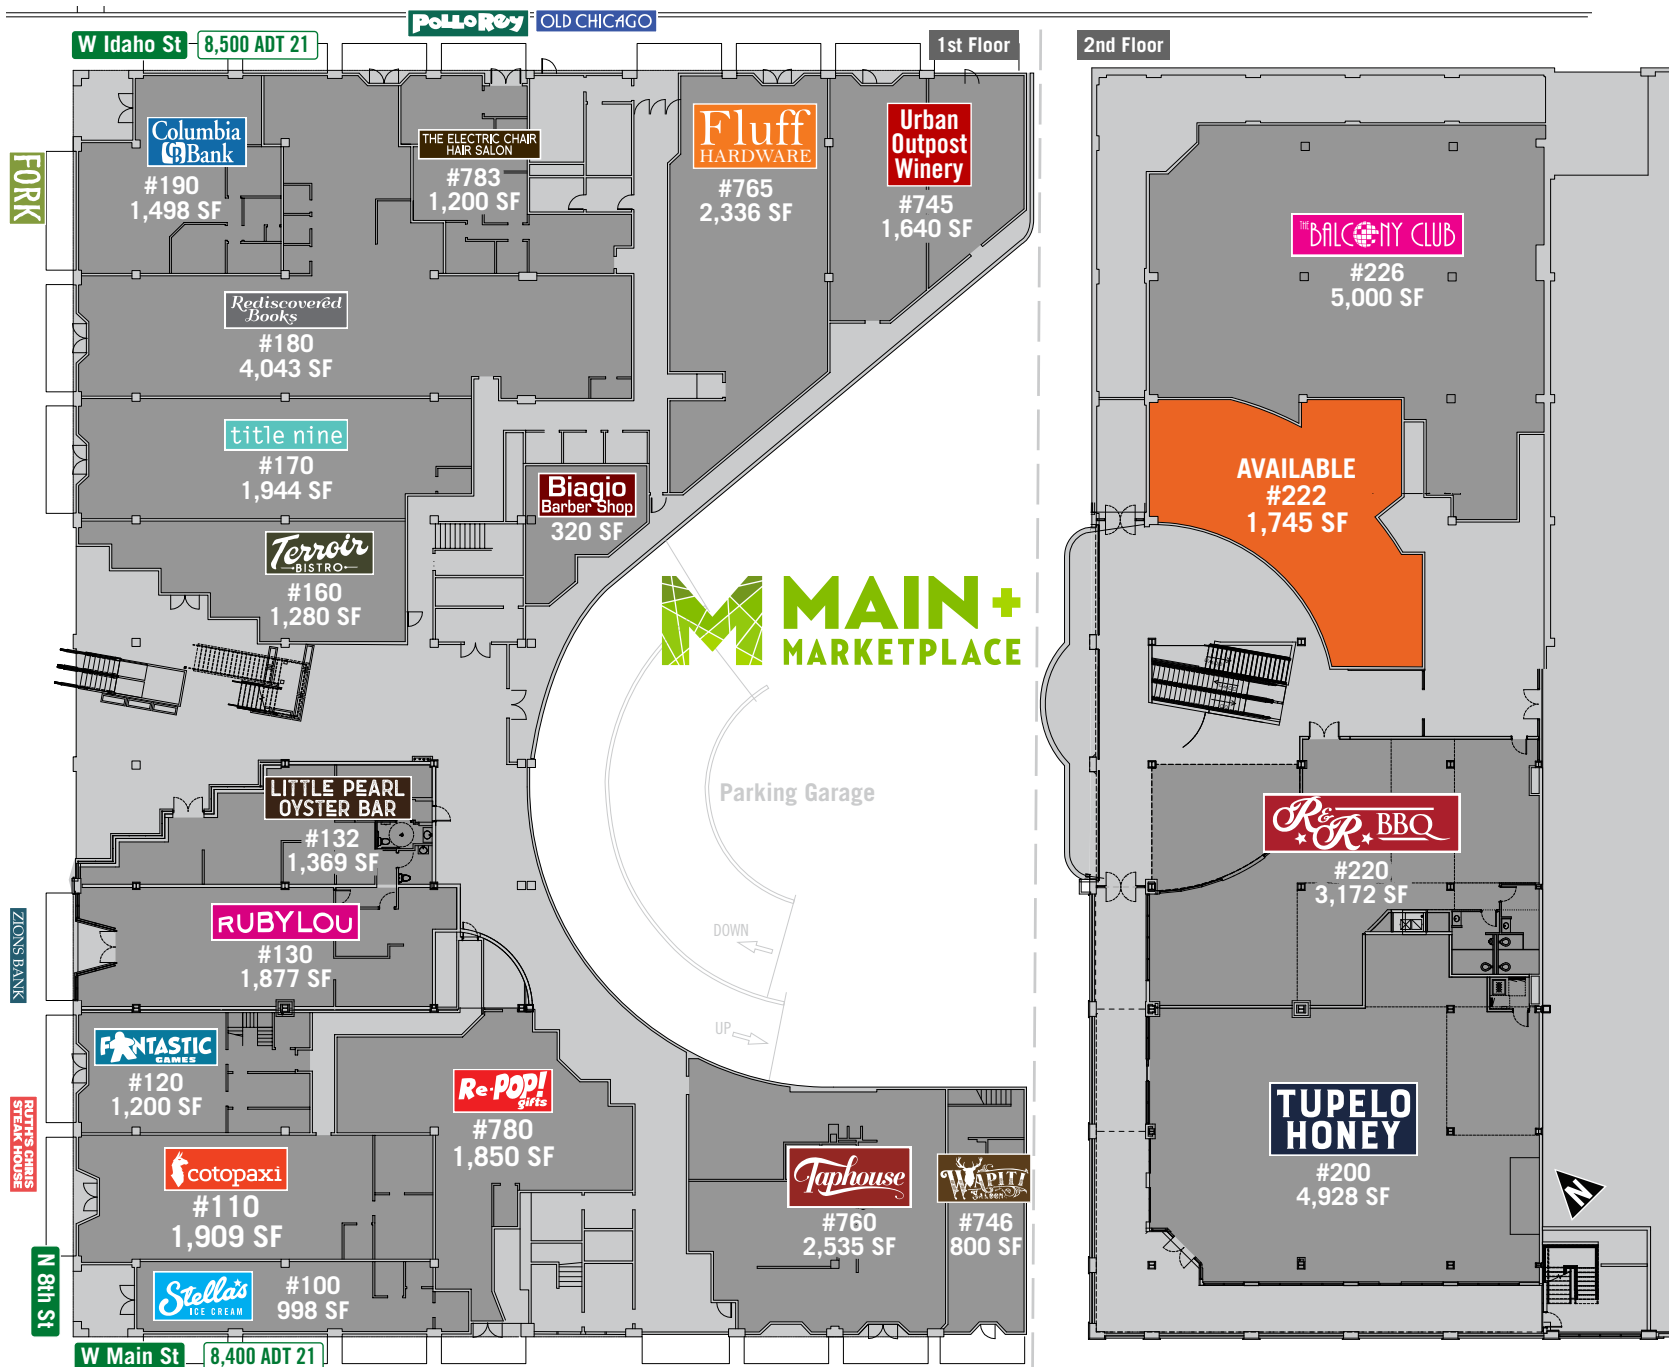 POLLO REY
OLD CHICAGO
W Idaho St
8,500 ADT 21
1st Floor
2nd Floor
FORK
Columbia
CB Bank
#190
1,498 SF
THE ELECTRIC CHAIR
HAIR SALON
#783
1,200 SF
Fluff
HARDWARE
#765
2,336 SF
Urban
Outpost
Winery
#745
1,640 SF
THE BALCONY CLUB
#226
5,000 SF
Rediscovered
Books
#180
4,043 SF
title nine
#170
1,944 SF
Biagio
Barber Shop
320 SF
AVAILABLE
#222
1,745 SF
Terroir
BISTRO
#160
1,280 SF
M MAIN+
MARKETPLACE
Parking Garage
LITTLE PEARL
OYSTER BAR
#132
1,369 SF
R&R BBQ
#220
3,172 SF
ZIONS BANK
RUBYLOU
#130
1,877 SF
DOWN
UP
FANTASTIC
GAMES
#120
1,200 SF
Re-POP!
gifts
#780
1,850 SF
TUPELO
HONEY
#200
4,928 SF
RUTH'S CHRIS
STEAK HOUSE
cotopaxi
#110
1,909 SF
Taphouse
#760
2,535 SF
WAPITI
SALOON
#746
800 SF
N
N 8th St
Stella's
ICE CREAM
#100
998 SF
W Main St
8,400 ADT 21